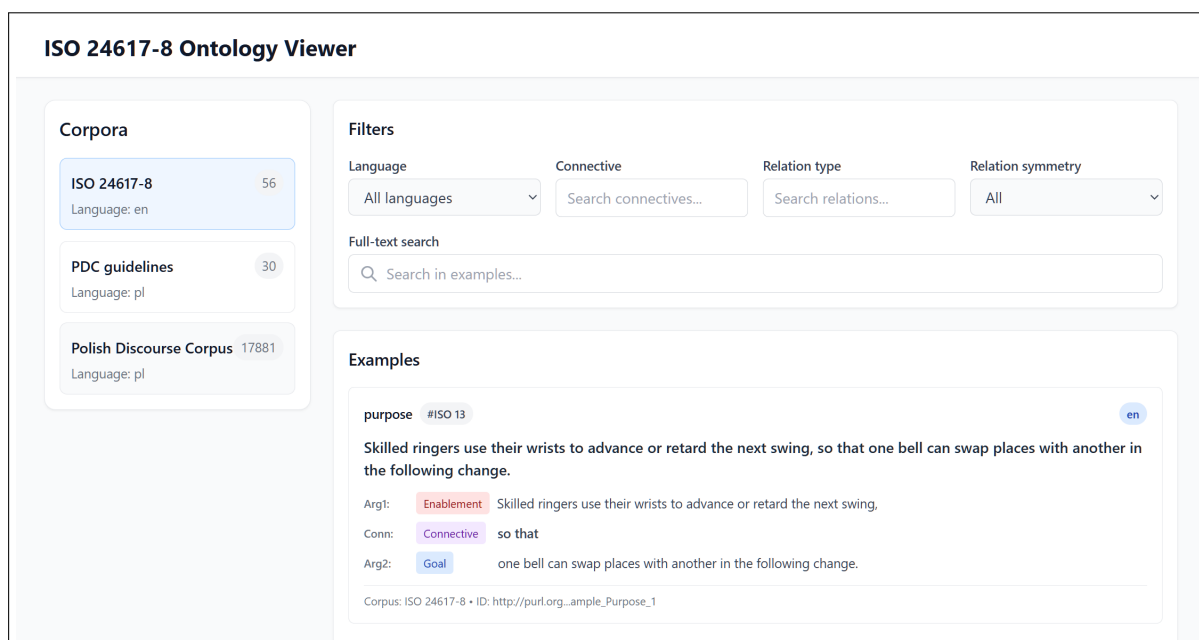 ISO 24617-8 Ontology Viewer
Corpora
ISO 24617-8 56
Language: en
PDC guidelines 30
Language: pl
Polish Discourse Corpus 17881
Language: pl
Filters
Language Connective Relation type Relation symmetry
All languages Search connectives... Search relations... All
Full-text search
Search in examples...
Examples
purpose #ISO 13 en
Skilled ringers use their wrists to advance or retard the next swing, so that one bell can swap places with another in
the following change.
Arg1: Enablement Skilled ringers use their wrists to advance or retard the next swing,
Conn: Connective so that
Arg2: Goal one bell can swap places with another in the following change.
Corpus: ISO 24617-8 • ID: http://purl.org...ample_Purpose_1